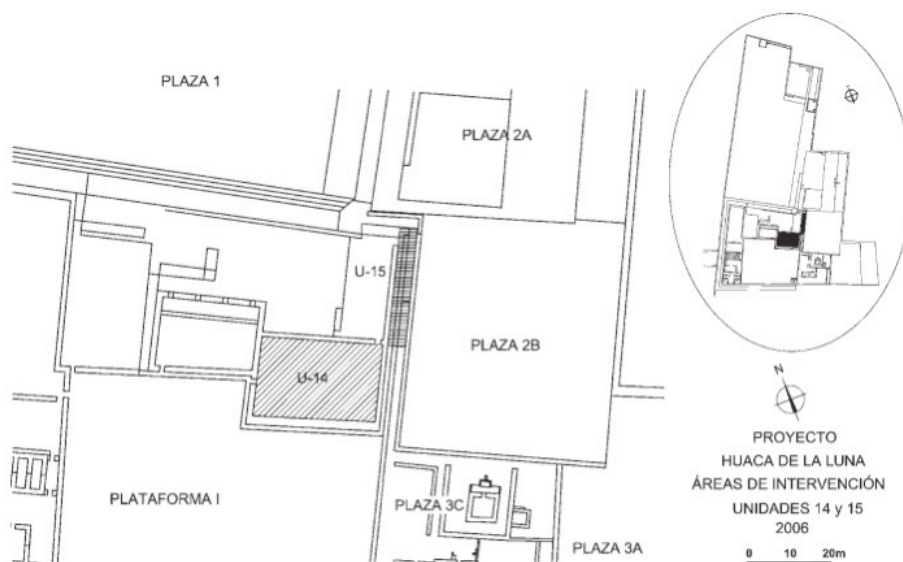 PLAZA 1
PLAZA 2A
U-15
PLAZA 2B
U-14
PLATAFORMA I
PLAZA 3C
PLAZA 3A
N
PROYECTO
HUACA DE LA LUNA
ÁREAS DE INTERVENCIÓN
UNIDADES 14 y 15
2006
0 10 20m